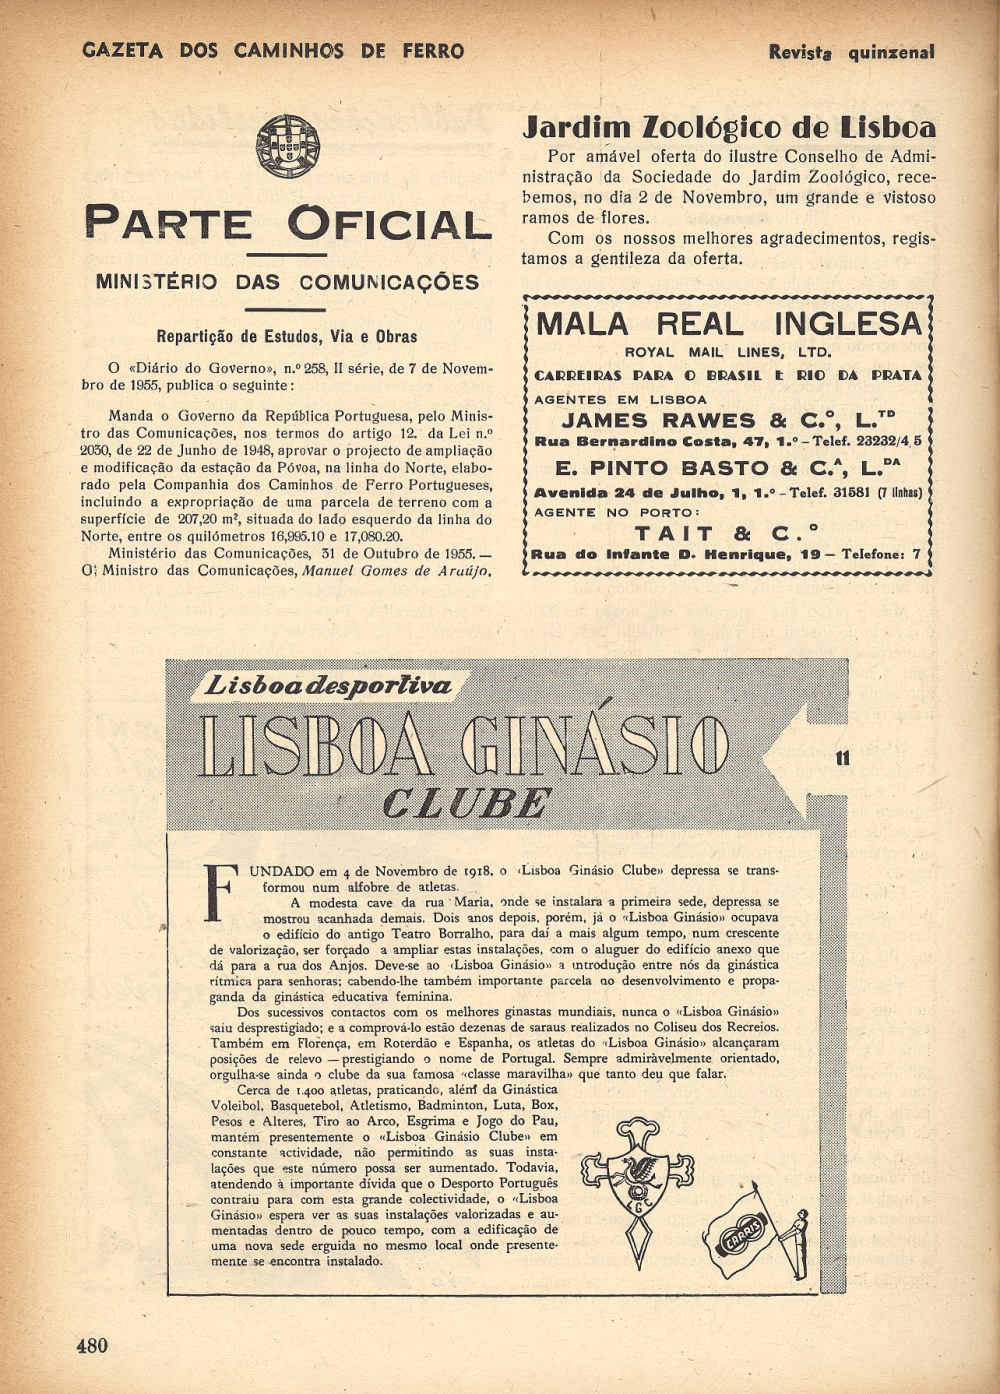 GAZETA DOS CAMINHOS DE FERRO
Revista quinzenal
PARTE OFICIAL
MINISTÉRIO DAS COMUNICAÇÕES
Repartição de Estudos, Via e Obras
O «Diário do Governo», n.º 258, II série, de 7 de Novem-
bro de 1955, publica o seguinte:
Manda o Governo da República Portuguesa, pelo Minis-
tro das Comunicações, nos termos do artigo 12. da Lei n.º
2030, de 22 de Junho de 1948, aprovar o projecto de ampliação
e modificação da estação da Póvoa, na linha do Norte, elabo-
rado pela Companhia dos Caminhos de Ferro Portugueses,
incluindo a expropriação de uma parcela de terreno com a
superfície de 207,20 m², situada do lado esquerdo da linha do
Norte, entre os quilómetros 16,995.10 e 17,080.20.
Ministério das Comunicações, 31 de Outubro de 1955.—
O Ministro das Comunicações, Manuel Gomes de Araújo.
Jardim Zoológico de Lisboa
Por amável oferta do ilustre Conselho de Admi-
nistração da Sociedade do Jardim Zoológico, rece-
bemos, no dia 2 de Novembro, um grande e vistoso
ramos de flores.
Com os nossos melhores agradecimentos, regis-
tamos a gentileza da oferta.
MALA REAL INGLESA
ROYAL MAIL LINES, LTD.
CARREIRAS PARA O BRASIL E RIO DA PRATA
AGENTES EM LISBOA
JAMES RAWES & C.º, L.TD
Rua Bernardino Costa, 47, 1.º – Telef. 23232/4 5
E. PINTO BASTO & C.ª, L.DA
Avenida 24 de Julho, 1, 1.º – Telef. 31581 (7 linhas)
AGENTE NO PORTO:
TAIT & C.º
Rua do Infante D. Henrique, 19 — Telefone: 7
Lisboa desportiva
LISBOA GINÁSIO
CLUBE
11
FUNDADO em 4 de Novembro de 1918, o «Lisboa Ginásio Clube» depressa se trans-
formou num alfobre de atletas.
A modesta cave da rua Maria, onde se instalara a primeira sede, depressa se
mostrou acanhada demais. Dois anos depois, porém, já o «Lisboa Ginásio» ocupava
o edifício do antigo Teatro Borralho, para daí a mais algum tempo, num crescente
de valorização, ser forçado a ampliar estas instalações, com o aluguer do edifício anexo que
dá para a rua dos Anjos. Deve-se ao «Lisboa Ginásio» a introdução entre nós da ginástica
rítmica para senhoras; cabendo-lhe também importante parcela no desenvolvimento e propa-
ganda da ginástica educativa feminina.
Dos sucessivos contactos com os melhores ginastas mundiais, nunca o «Lisboa Ginásio»
saiu desprestigiado; e a comprová-lo estão dezenas de saraus realizados no Coliseu dos Recreios.
Também em Florença, em Roterdão e Espanha, os atletas do «Lisboa Ginásio» alcançaram
posições de relevo — prestigiando o nome de Portugal. Sempre admiràvelmente orientado,
orgulha-se ainda o clube da sua famosa «classe maravilha» que tanto deu que falar.
Cerca de 1.400 atletas, praticando, além da Ginástica
Voleibol, Basquetebol, Atletismo, Badminton, Luta, Box,
Pesos e Alteres, Tiro ao Arco, Esgrima e Jogo do Pau,
mantém presentemente o «Lisboa Ginásio Clube» em
constante actividade, não permitindo as suas insta-
lações que este número possa ser aumentado. Todavia,
atendendo à importante dívida que o Desporto Português
contraiu para com esta grande colectividade, o «Lisboa
Ginásio» espera ver as suas instalações valorizadas e au-
mentadas dentro de pouco tempo, com a edificação de
uma nova sede erguida no mesmo local onde presente-
mente se encontra instalado.
LGC
CARRIS
480